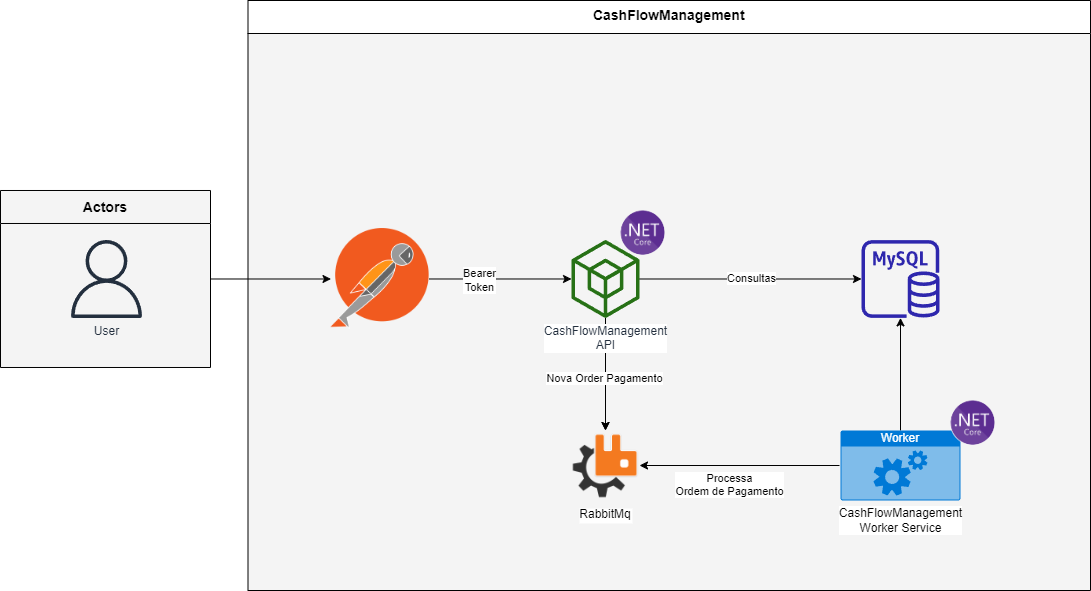 CashFlowManagement
Actors
User
Bearer
Token
.NET
Core
CashFlowManagement
API
Consultas
MySQL
Nova Order Pagamento
RabbitMq
Processa
Ordem de Pagamento
.NET
Core
Worker
CashFlowManagement
Worker Service